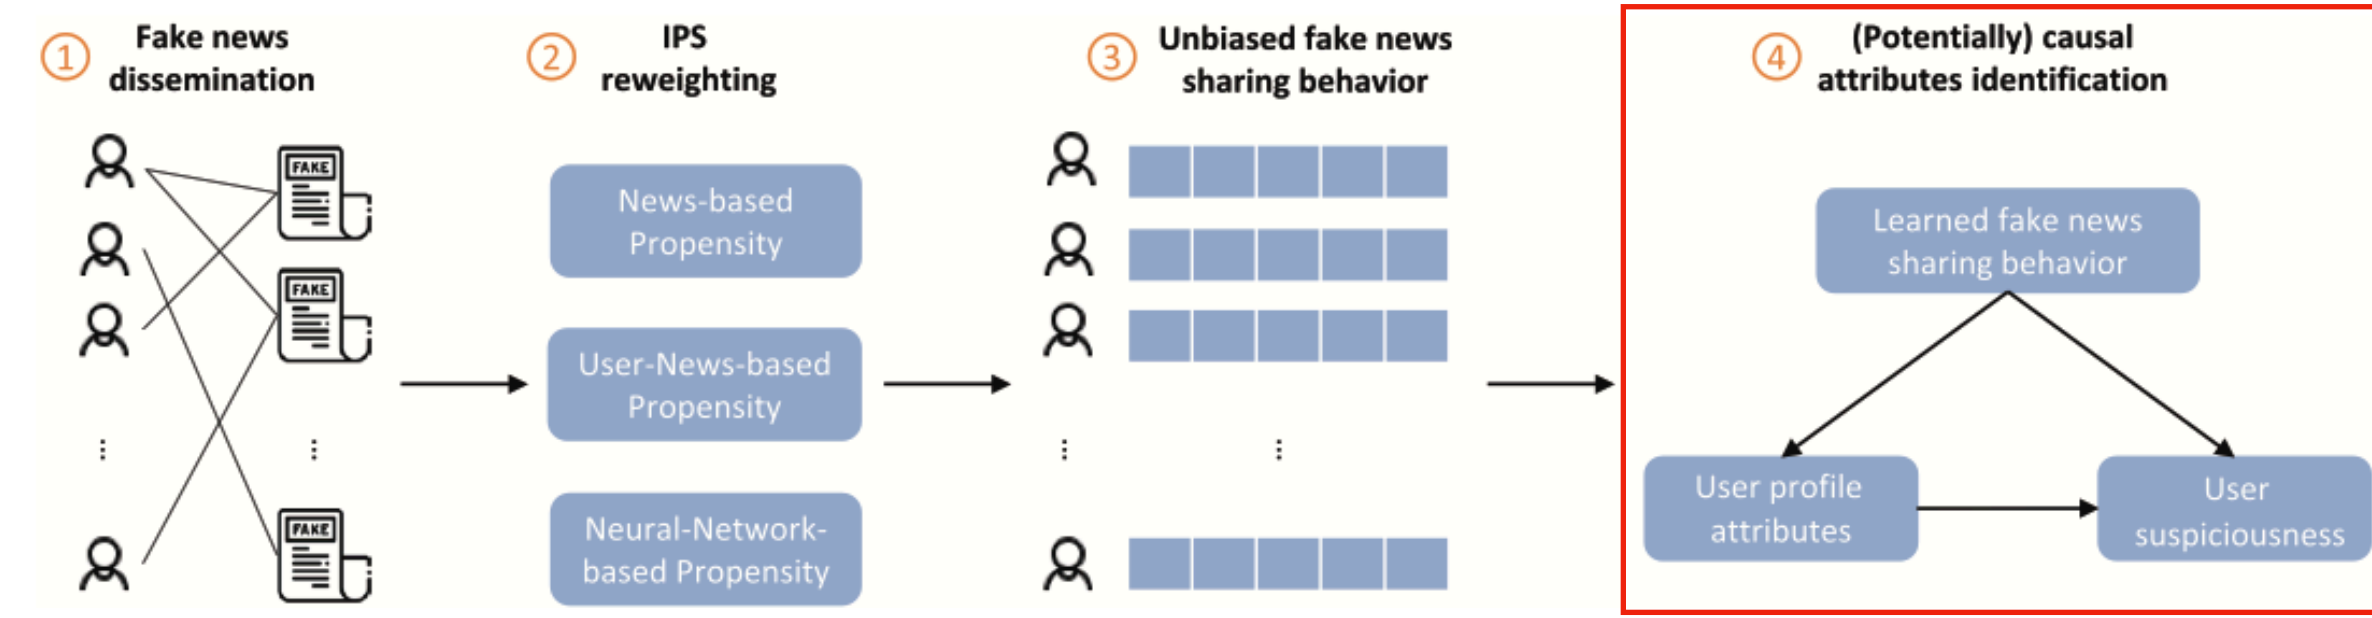 1
Fake news
dissemination
FAKE
FAKE
FAKE
2
IPS
reweighting
News-based
Propensity
User-News-based
Propensity
Neural-Network-
based Propensity
3
Unbiased fake news
sharing behavior
4
(Potentially) causal
attributes identification
Learned fake news
sharing behavior
User profile
attributes
User
suspiciousness